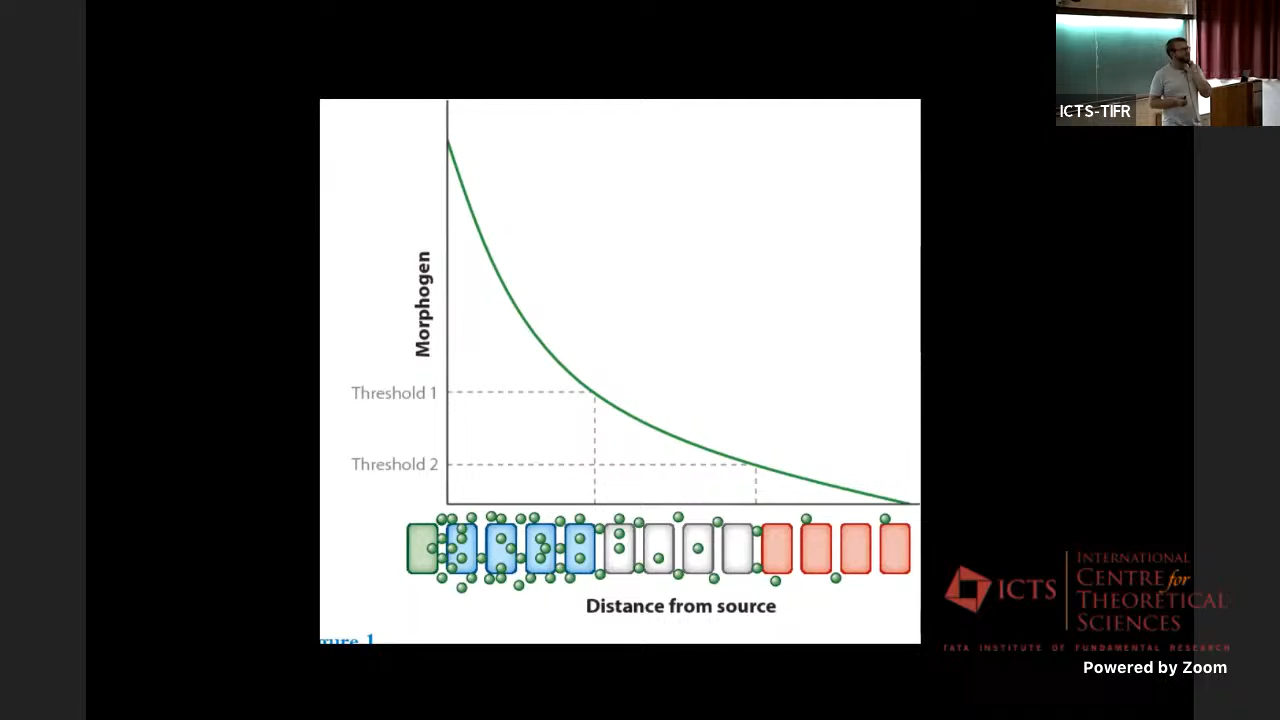 ICTS-TIFR
Morphogen
Threshold 1
Threshold 2
Distance from source
ICTS
INTERNATIONAL
CENTRE for
THEORETICAL
SCIENCES
TATA INSTITUTE OF FUNDAMENTAL RESEARCH
Powered by Zoom